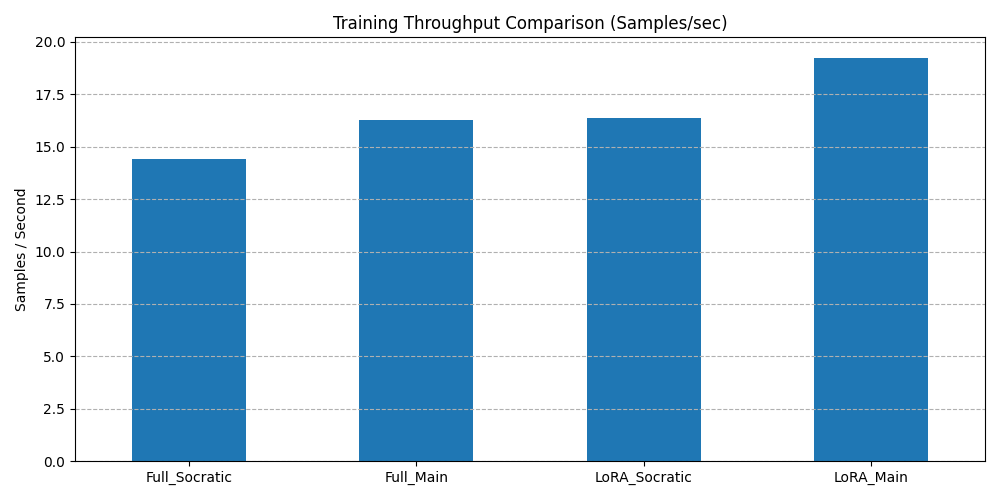 Training Throughput Comparison (Samples/sec)
Samples / Second
20.0
17.5
15.0
12.5
10.0
7.5
5.0
2.5
0.0
Full_Socratic
Full_Main
LoRA_Socratic
LoRA_Main